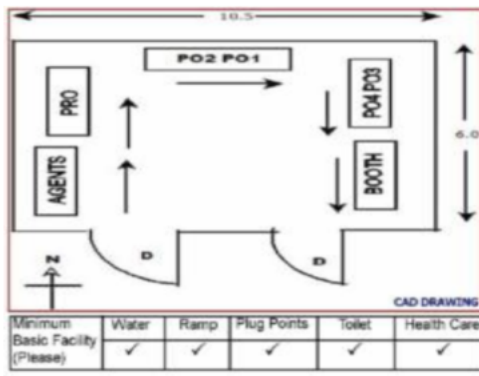 10.5
PO2 PO1
PRO
PO4 PO3
6.0
AGENTS
BOOTH
D
D
N
CAD DRAWING
Minimum Basic Facility (Please)
Water
Ramp
Plug Points
Toilet
Health Care
✓ ✓ ✓ ✓ ✓